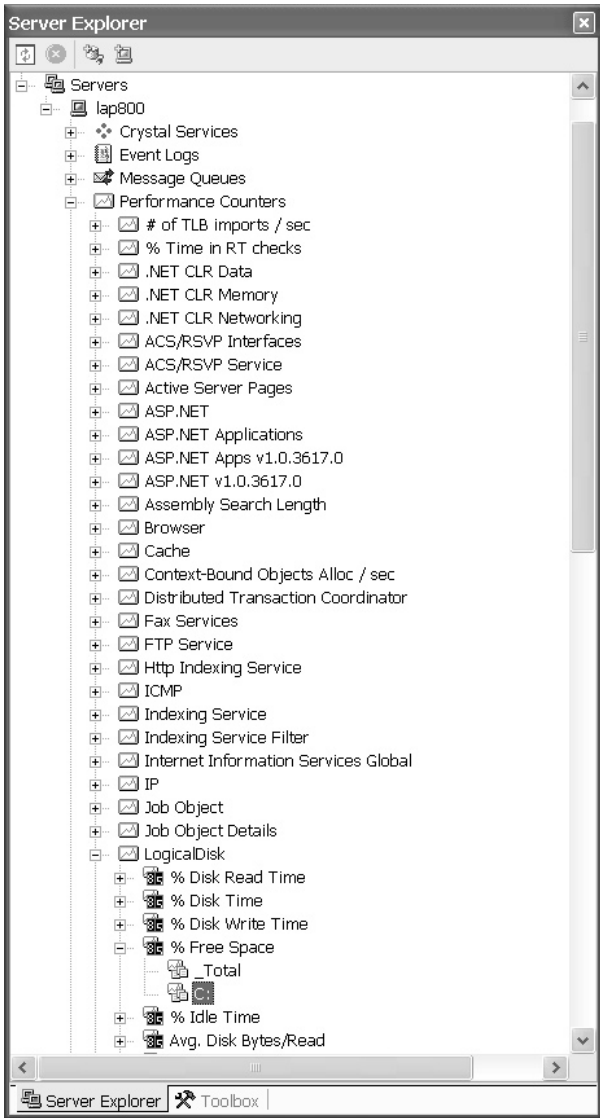 Server Explorer
Servers
lap800
Crystal Services
Event Logs
Message Queues
Performance Counters
# of TLB imports / sec
% Time in RT checks
.NET CLR Data
.NET CLR Memory
.NET CLR Networking
ACS/RSVP Interfaces
ACS/RSVP Service
Active Server Pages
ASP.NET
ASP.NET Applications
ASP.NET Apps v1.0.3617.0
ASP.NET v1.0.3617.0
Assembly Search Length
Browser
Cache
Context-Bound Objects Alloc / sec
Distributed Transaction Coordinator
Fax Services
FTP Service
Http Indexing Service
ICMP
Indexing Service
Indexing Service Filter
Internet Information Services Global
IP
Job Object
Job Object Details
LogicalDisk
% Disk Read Time
% Disk Time
% Disk Write Time
% Free Space
_Total
C:
% Idle Time
Avg. Disk Bytes/Read
Server Explorer Toolbox